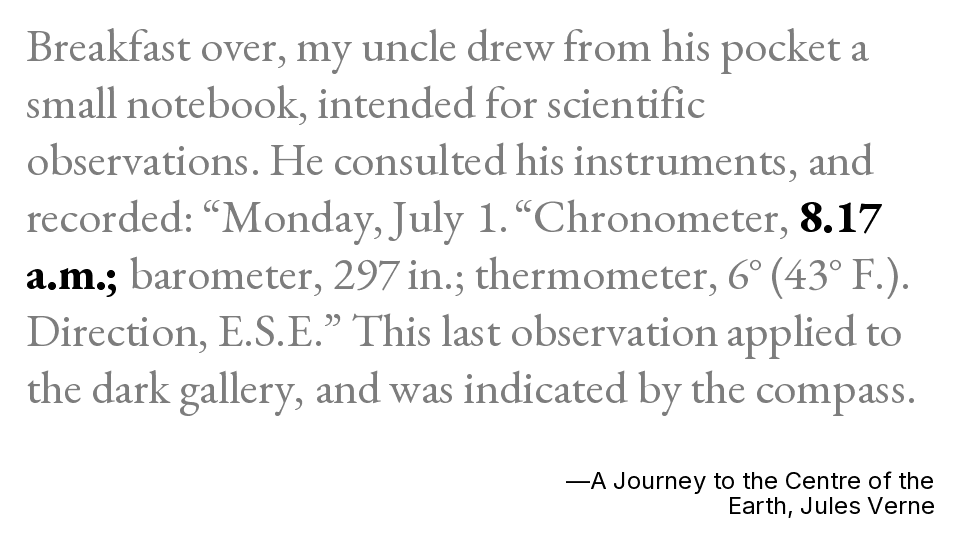 Breakfast over, my uncle drew from his pocket a
small notebook, intended for scientific
observations. He consulted his instruments, and
recorded: “Monday, July 1. “Chronometer, 8.17
a.m.; barometer, 297 in.; thermometer, 6° (43° F.).
Direction, E.S.E.” This last observation applied to
the dark gallery, and was indicated by the compass.
—A Journey to the Centre of the
Earth, Jules Verne